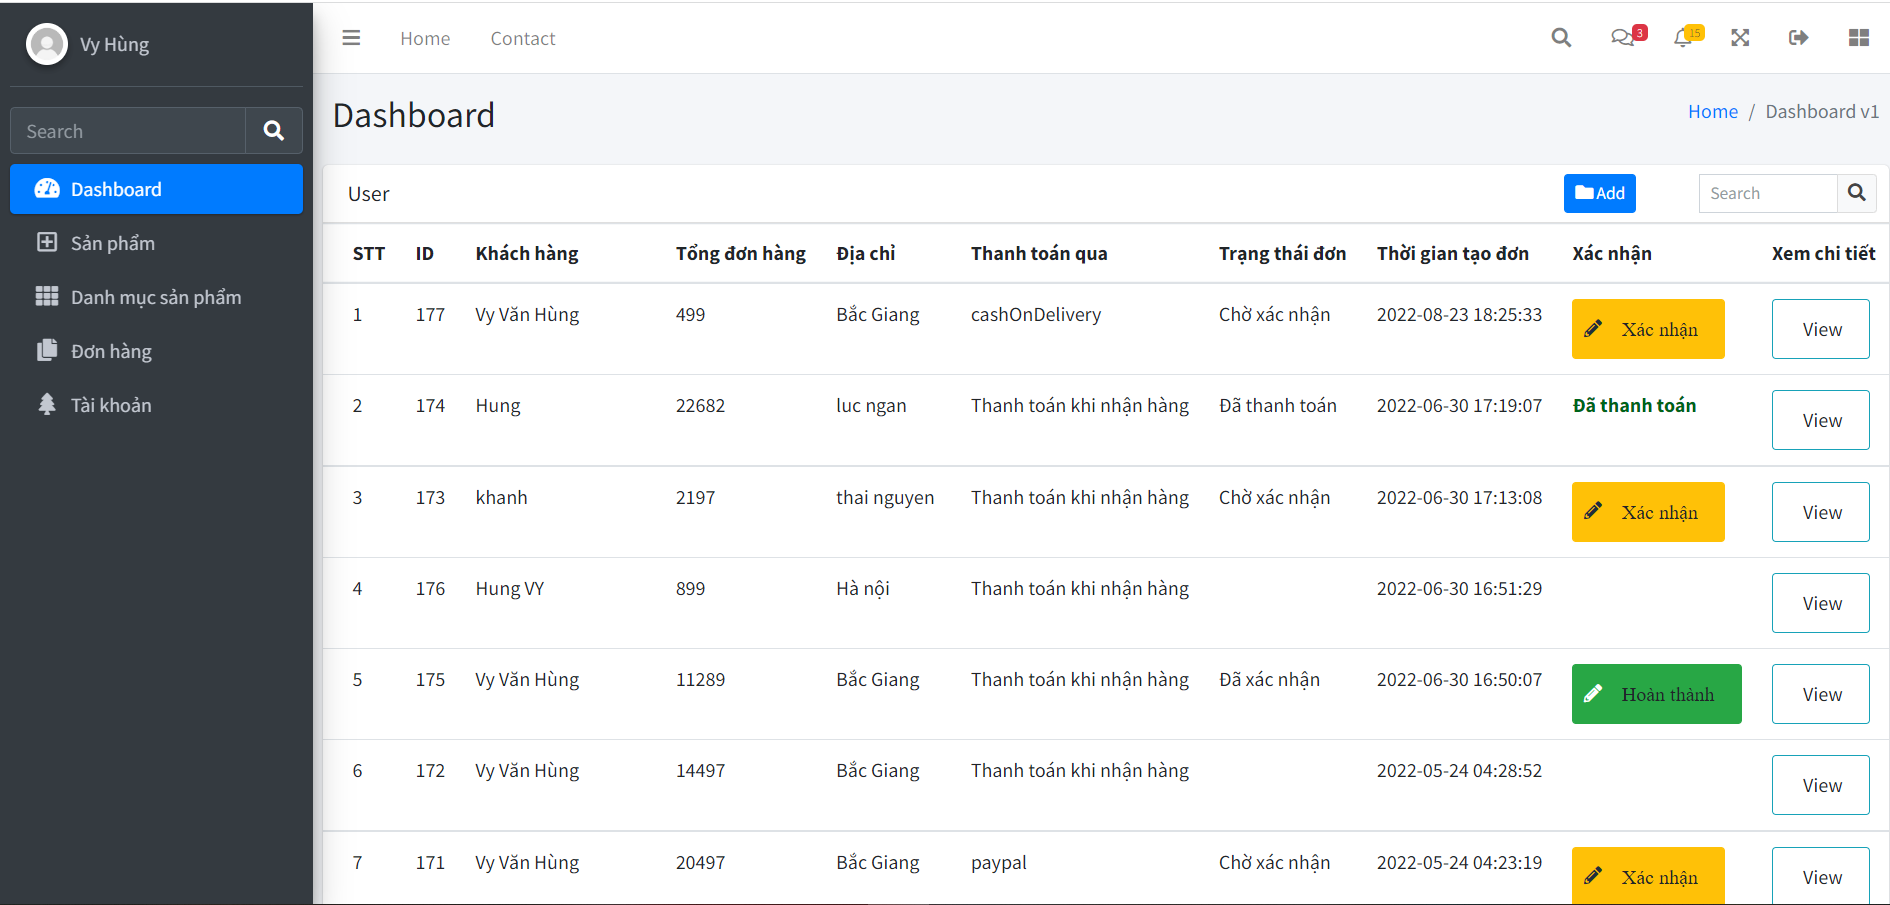 Vy Hùng
Home Contact
3 15
Search
Dashboard
Sản phẩm
Danh mục sản phẩm
Đơn hàng
Tài khoản
Dashboard
Home / Dashboard v1
User Add Search
STT ID Khách hàng Tổng đơn hàng Địa chỉ Thanh toán qua Trạng thái đơn Thời gian tạo đơn Xác nhận Xem chi tiết
1 177 Vy Văn Hùng 499 Bắc Giang cashOnDelivery Chờ xác nhận 2022-08-23 18:25:33 Xác nhận View
2 174 Hung 22682 luc ngan Thanh toán khi nhận hàng Đã thanh toán 2022-06-30 17:19:07 Đã thanh toán View
3 173 khanh 2197 thai nguyen Thanh toán khi nhận hàng Chờ xác nhận 2022-06-30 17:13:08 Xác nhận View
4 176 Hung VY 899 Hà nội Thanh toán khi nhận hàng 2022-06-30 16:51:29 View
5 175 Vy Văn Hùng 11289 Bắc Giang Thanh toán khi nhận hàng Đã xác nhận 2022-06-30 16:50:07 Hoàn thành View
6 172 Vy Văn Hùng 14497 Bắc Giang Thanh toán khi nhận hàng 2022-05-24 04:28:52 View
7 171 Vy Văn Hùng 20497 Bắc Giang paypal Chờ xác nhận 2022-05-24 04:23:19 Xác nhận View